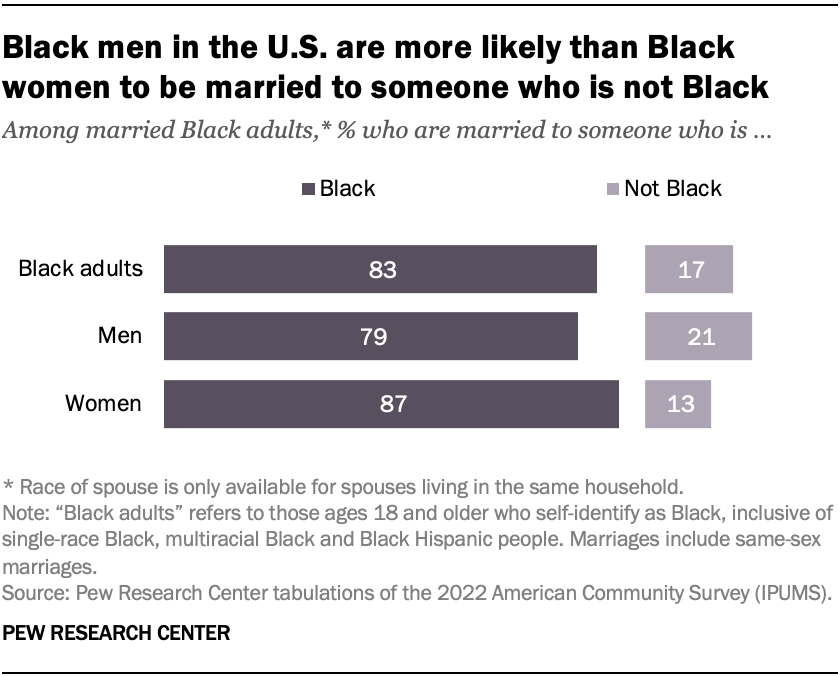 Black men in the U.S. are more likely than Black
women to be married to someone who is not Black
Among married Black adults,* % who are married to someone who is ...
Black Not Black
Black adults 83 17
Men 79 21
Women 87 13
* Race of spouse is only available for spouses living in the same household.
Note: “Black adults” refers to those ages 18 and older who self-identify as Black, inclusive of
single-race Black, multiracial Black and Black Hispanic people. Marriages include same-sex
marriages.
Source: Pew Research Center tabulations of the 2022 American Community Survey (IPUMS).
PEW RESEARCH CENTER